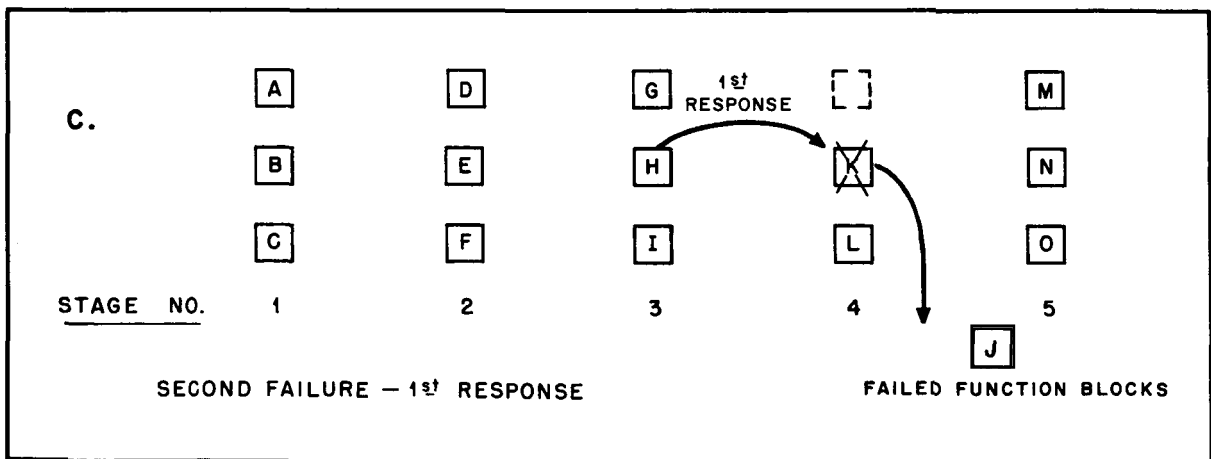 A D G 1st RESPONSE M
C.
B E H K N
C F I L O
STAGE NO. 1 2 3 4 5
J
SECOND FAILURE — 1st RESPONSE FAILED FUNCTION BLOCKS